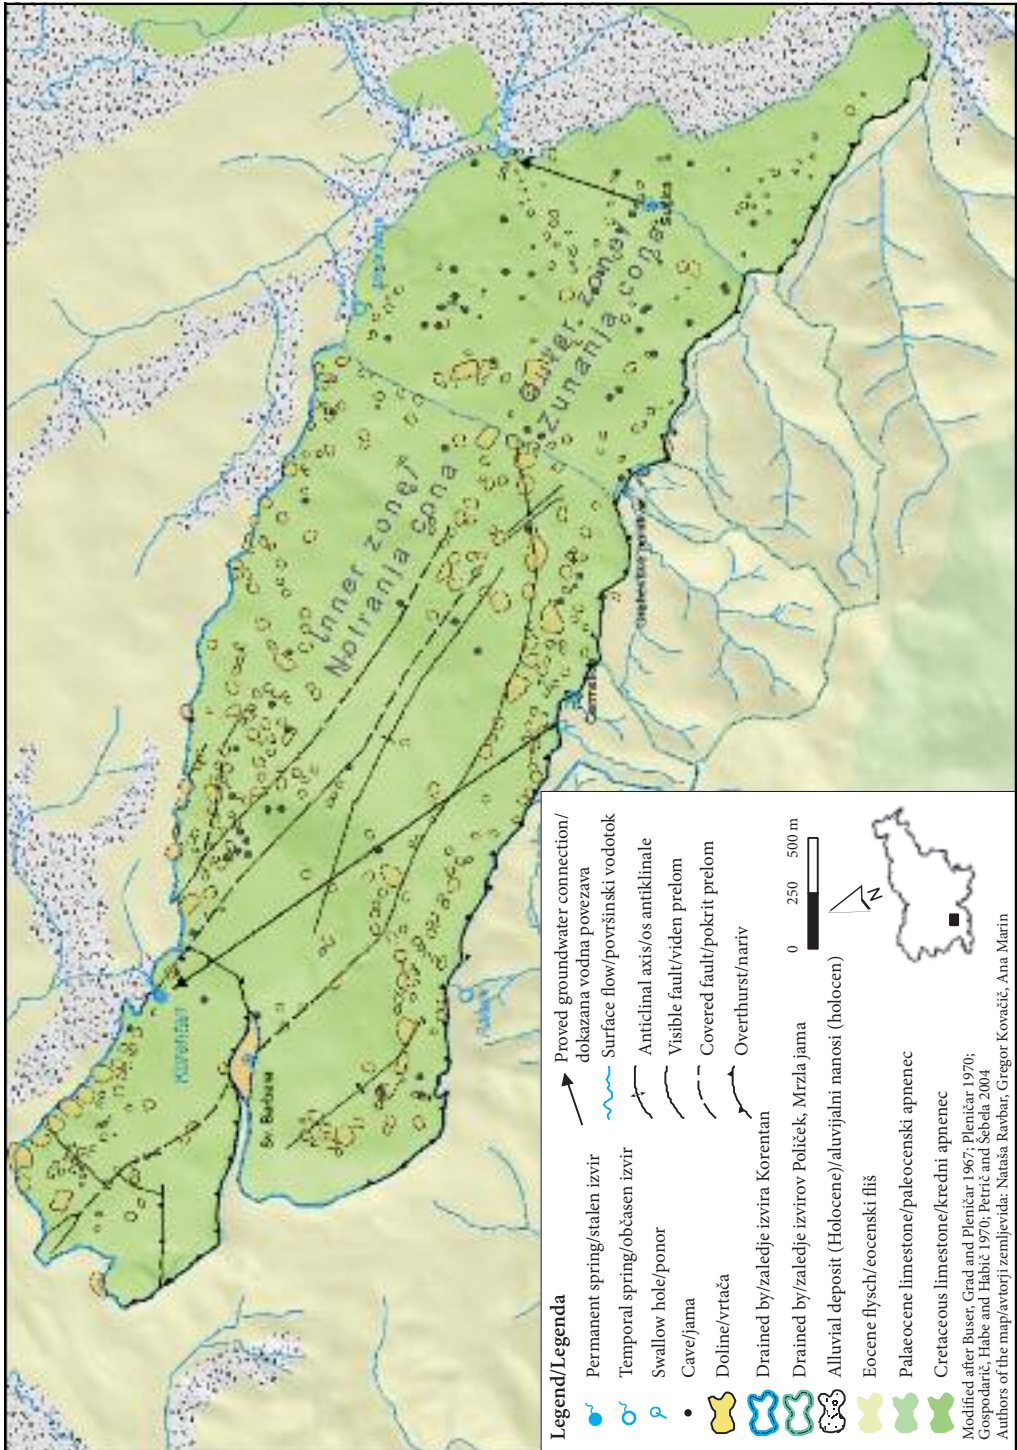 Inner zone/
Notranja cona
Outer zone/
Zunanja cona
Korentan
Sv. Barbara
Legend/Legenda
Permanent spring/stalen izvir
Temporal spring/občasen izvir
Swallow hole/ponor
Cave/jama
Doline/vrtača
Drained by/zaledje izvira Korentan
Drained by/zaledje izvirov Poliček, Mrzla jama
Alluvial deposit (Holocene)/aluvijalni nanosi (holocen)
Eocene flysch/eocenski fliš
Palaeocene limestone/paleocenski apnenec
Cretaceous limestone/kredni apnenec
Proved groundwater connection/
dokazana vodna povezava
Surface flow/površinski vodotok
Anticlinal axis/os antiklinale
Visible fault/viden prelom
Covered fault/pokrit prelom
Overthurst/nariv
0 250 500 m
N
Modified after Buser, Grad and Pleničar 1967; Pleničar 1970;
Gospodarič, Habe and Habič 1970; Petrič and Šebela 2004
Authors of the map/avtorji zemljevida: Nataša Ravbar, Gregor Kovačič, Ana Marin